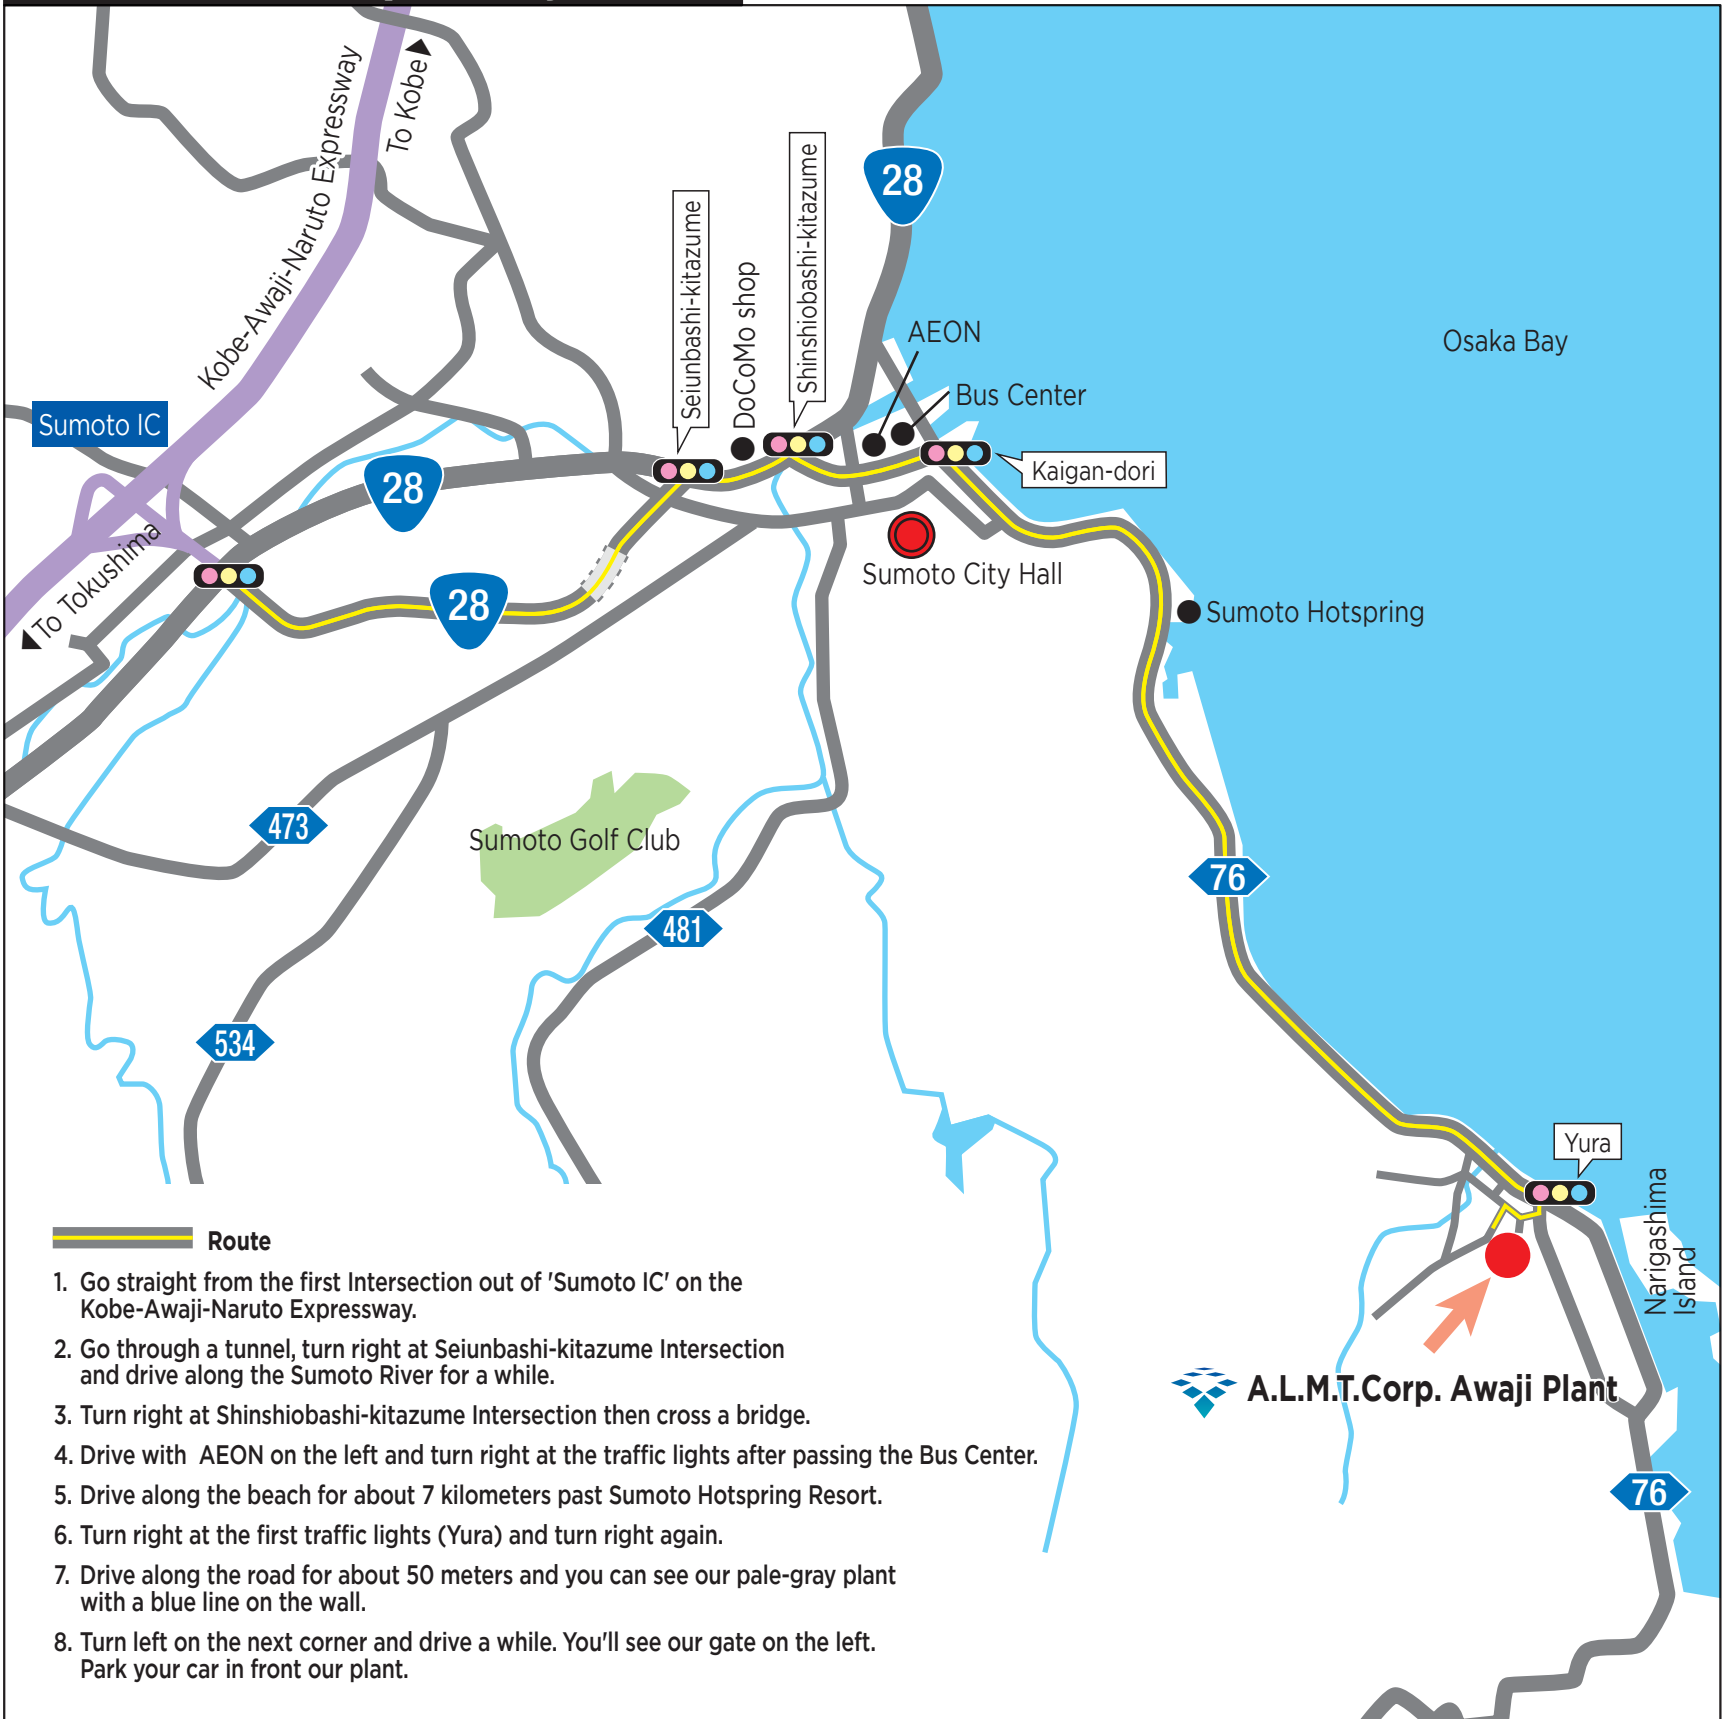 To Kobe
Kobe-Awaji-Naruto Expressway
28
Seiunbashi-kitazume
DoCoMo shop
Shinshiobashi-kitazume
AEON
Osaka Bay
Bus Center
Sumoto IC
Kaigan-dori
28
Sumoto City Hall
To Tokushima
28
Sumoto Hotspring
473
Sumoto Golf Club
76
481
534
Yura
Narigashima
Island
A.L.M.T.Corp. Awaji Plant
76
Route
1. Go straight from the first Intersection out of 'Sumoto IC' on the
Kobe-Awaji-Naruto Expressway.
2. Go through a tunnel, turn right at Seiunbashi-kitazume Intersection
and drive along the Sumoto River for a while.
3. Turn right at Shinshiobashi-kitazume Intersection then cross a bridge.
4. Drive with AEON on the left and turn right at the traffic lights after passing the Bus Center.
5. Drive along the beach for about 7 kilometers past Sumoto Hotspring Resort.
6. Turn right at the first traffic lights (Yura) and turn right again.
7. Drive along the road for about 50 meters and you can see our pale-gray plant
with a blue line on the wall.
8. Turn left on the next corner and drive a while. You'll see our gate on the left.
Park your car in front our plant.